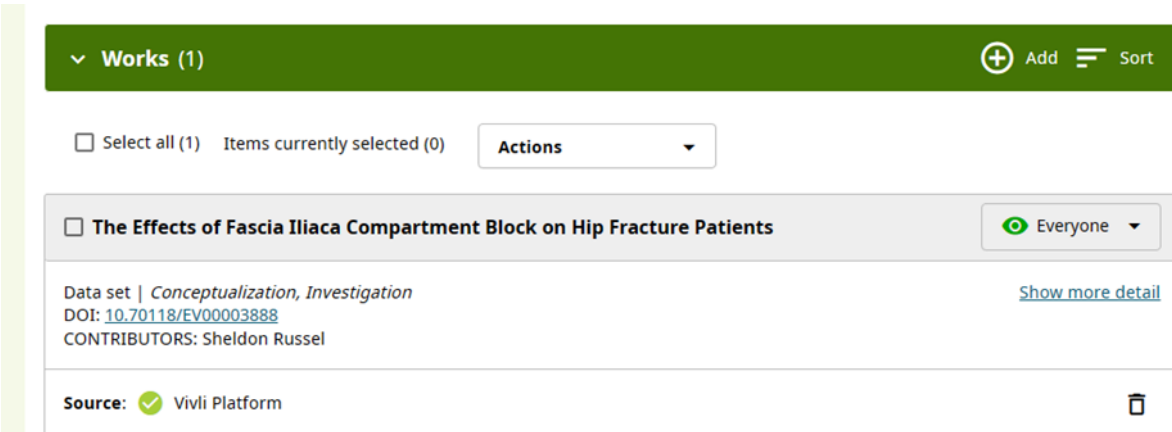 Works (1)
Add
Sort
Select all (1)
Items currently selected (0)
Actions
The Effects of Fascia Iliaca Compartment Block on Hip Fracture Patients
Everyone
Data set | Conceptualization, Investigation
Show more detail
DOI: 10.70118/EV00003888
CONTRIBUTORS: Sheldon Russel
Source: Vivli Platform